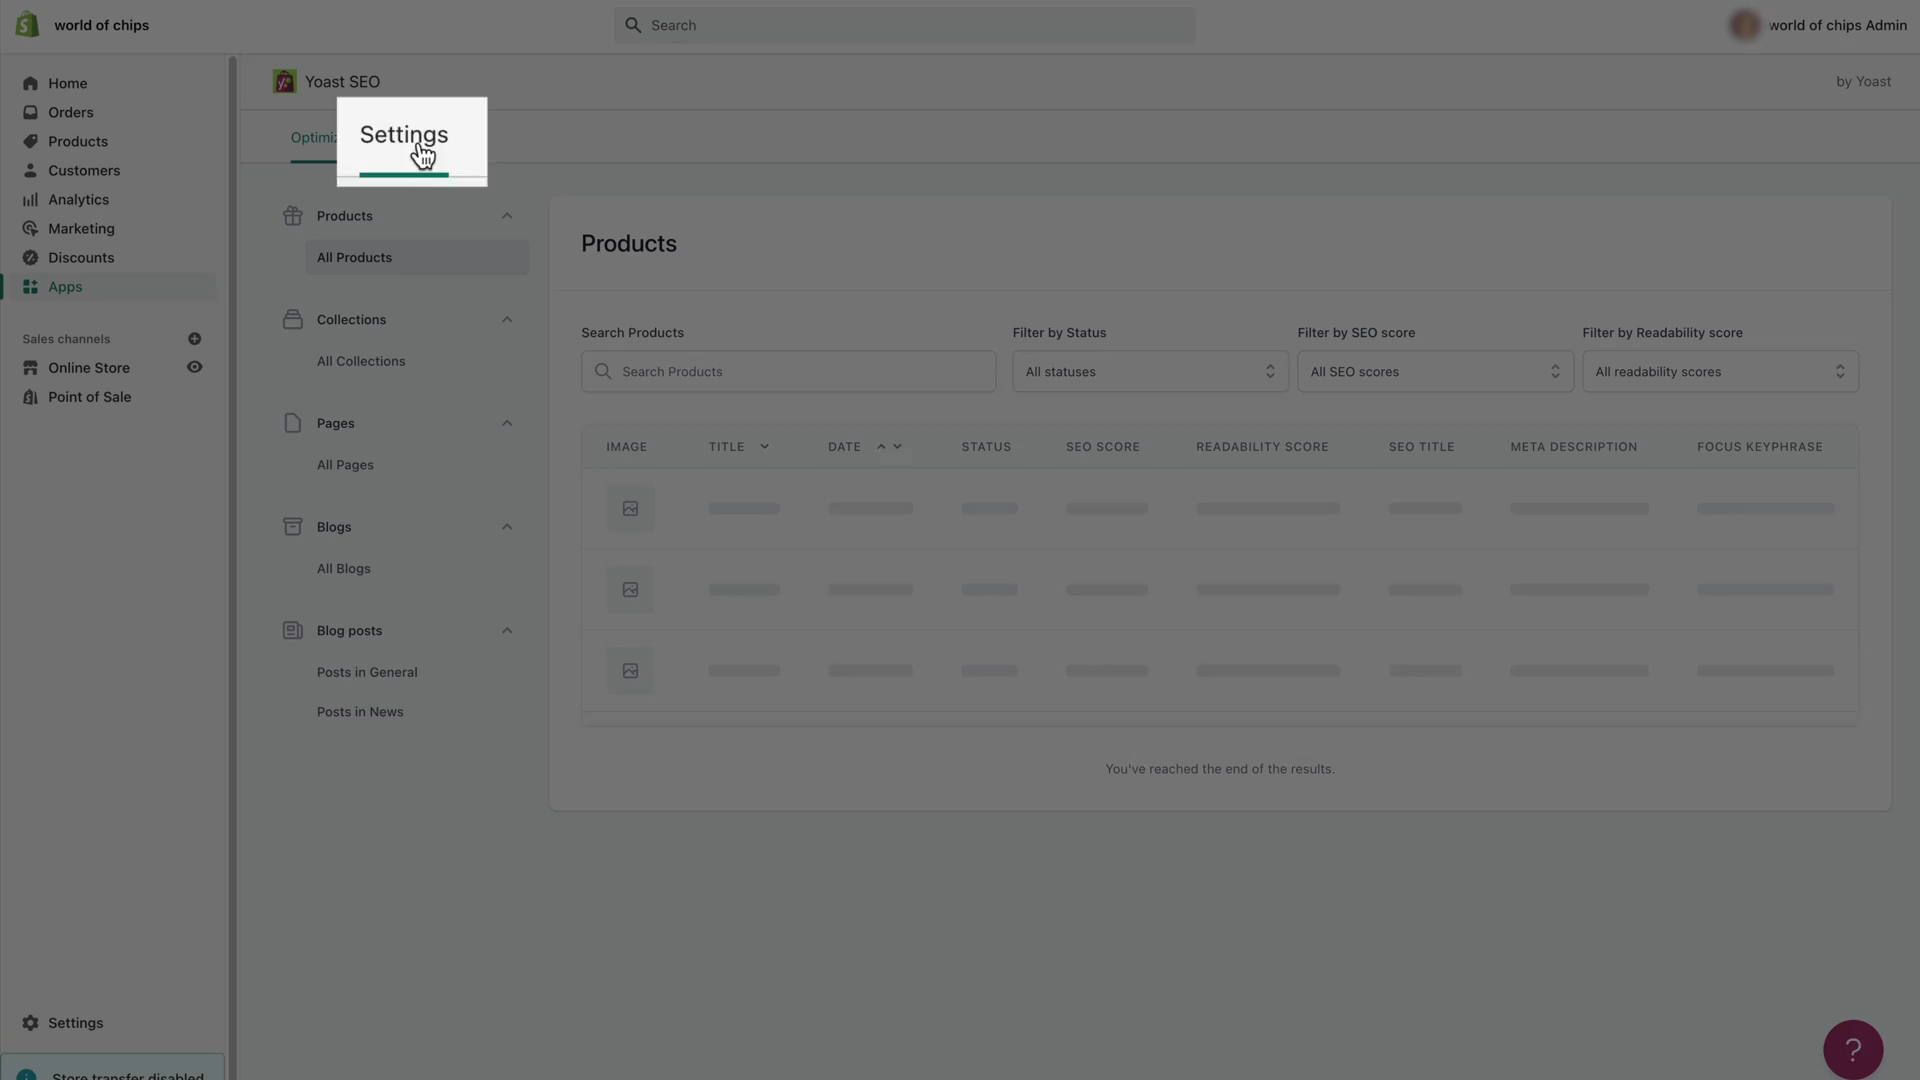 world of chips
Search
world of chips Admin
Home
Orders
Products
Customers
Analytics
Marketing
Discounts
Apps
Sales channels
Online Store
Point of Sale
Settings
Store transfer disabled
Yoast SEO
by Yoast
Optimiz
Settings
Products
All Products
Collections
All Collections
Pages
All Pages
Blogs
All Blogs
Blog posts
Posts in General
Posts in News
Products
Search Products
Filter by Status
Filter by SEO score
Filter by Readability score
Search Products
All statuses
All SEO scores
All readability scores
IMAGE TITLE DATE STATUS SEO SCORE READABILITY SCORE SEO TITLE META DESCRIPTION FOCUS KEYPHRASE
You've reached the end of the results.
?